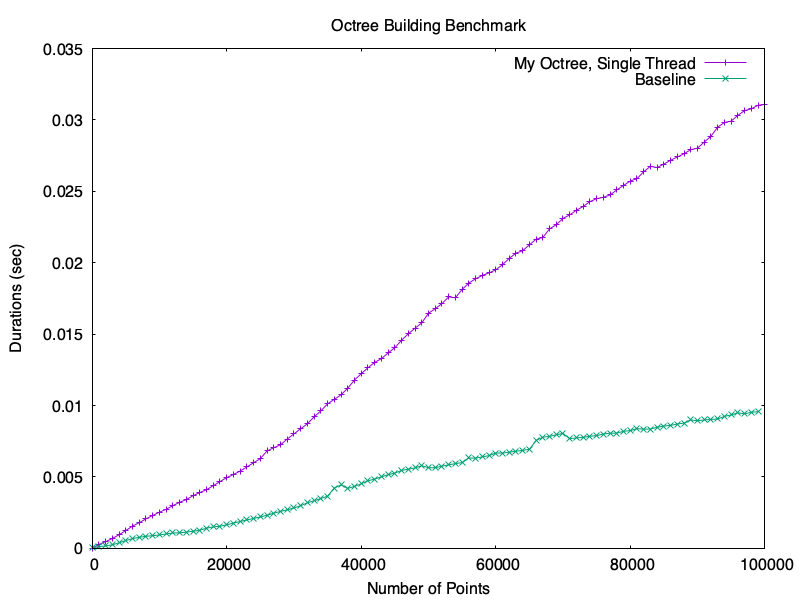 Octree Building Benchmark
My Octree, Single Thread
Baseline
Durations (sec)
0.035
0.03
0.025
0.02
0.015
0.01
0.005
0
0 20000 40000 60000 80000 100000
Number of Points